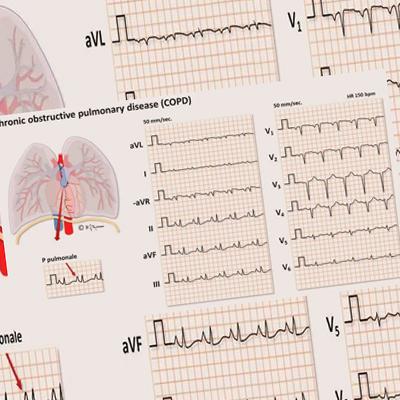 aVL
V1
hronic obstructive pulmonary disease (COPD)
50 mm/sec.
50 mm/sec.
HR 150 bpm
aVL
I
-aVR
II
aVF
III
V1
V2
V3
V4
V5
V6
P pulmonale
onale
aVF
V5